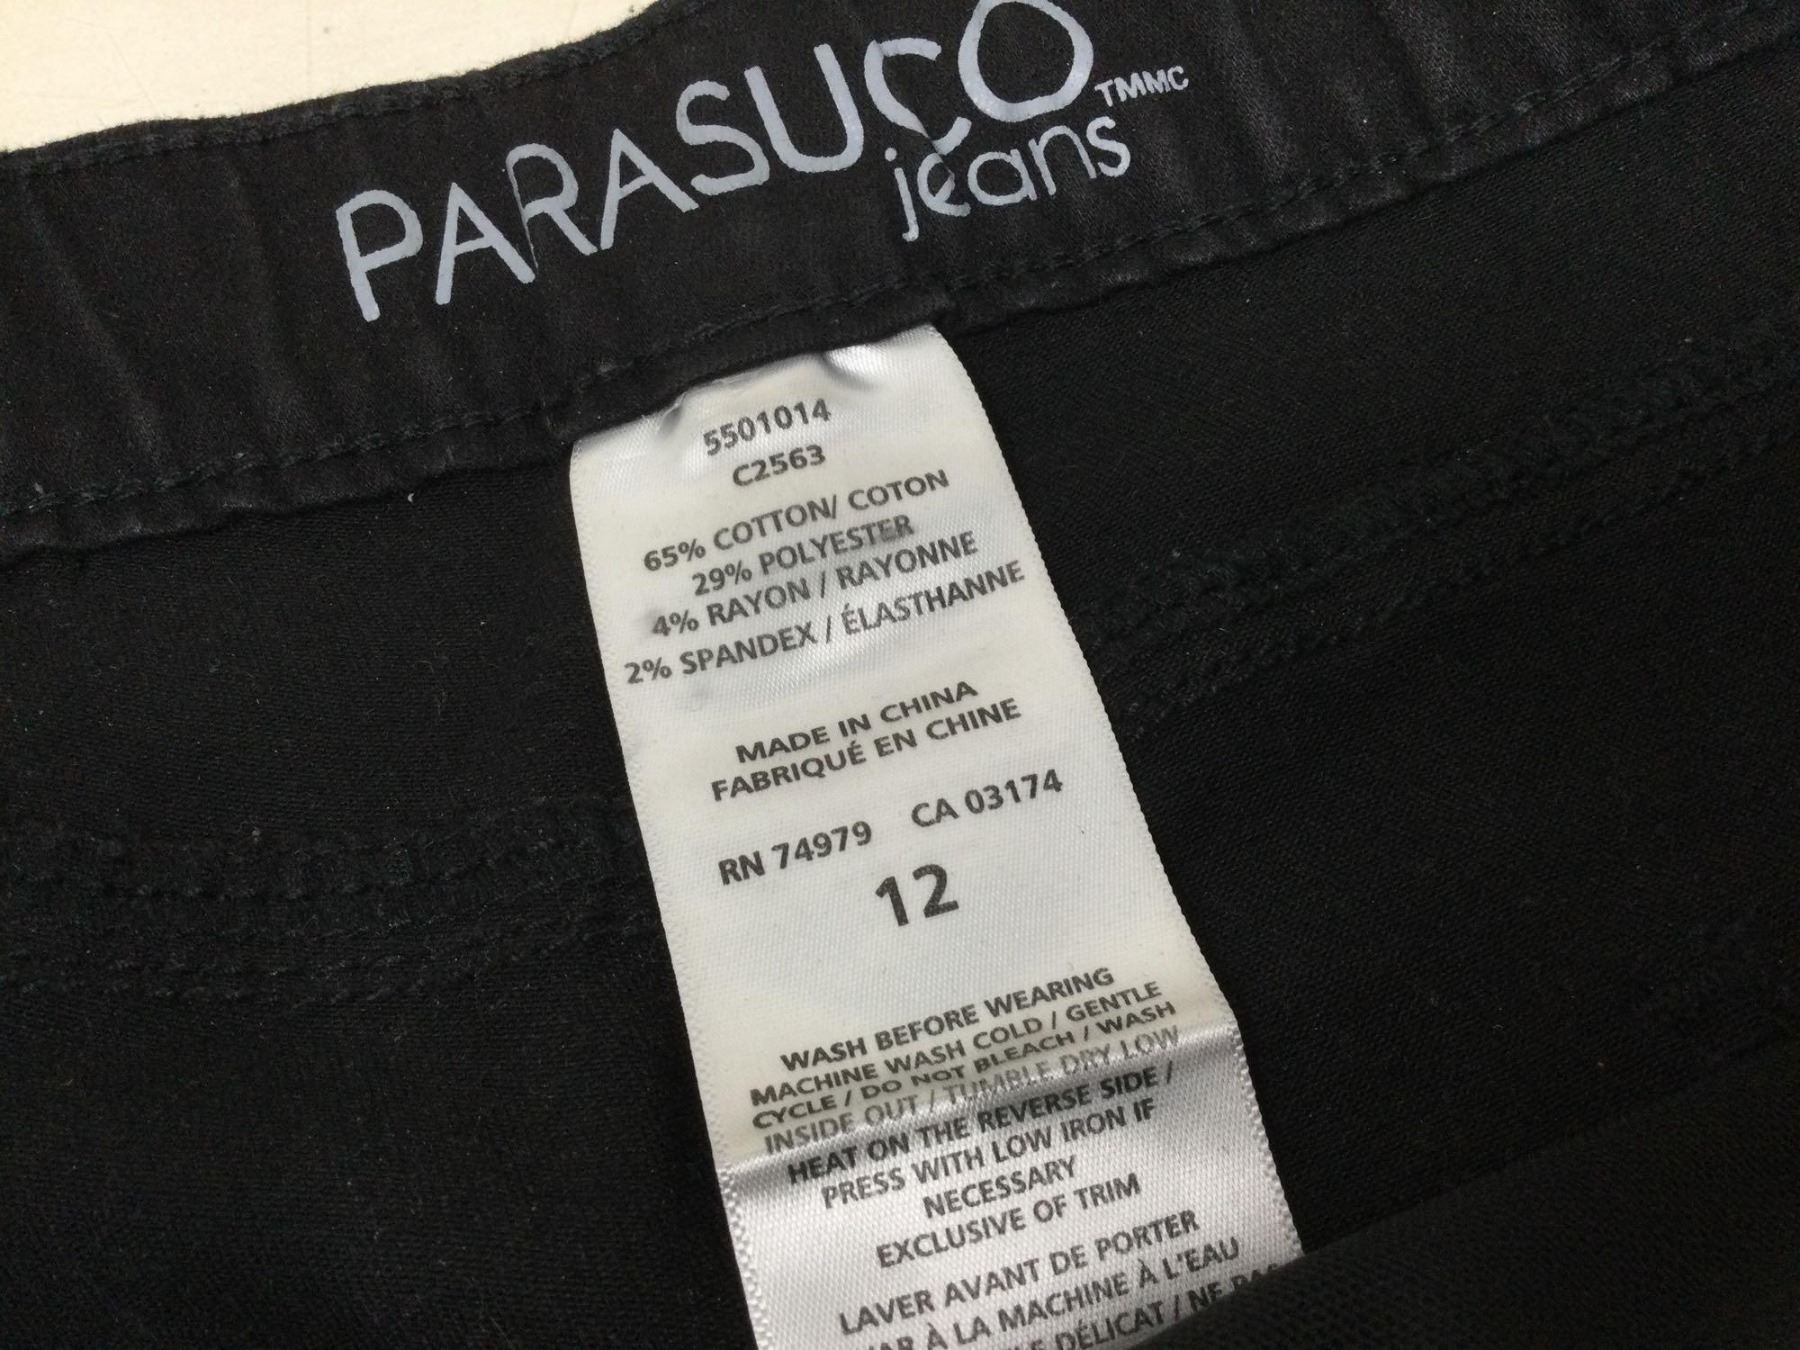 PARASUCO TMMC
jeans
5501014
C2563
65% COTTON/ COTON
29% POLYESTER
4% RAYON / RAYONNE
2% SPANDEX / ÉLASTHANNE
MADE IN CHINA
FABRIQUÉ EN CHINE
RN 74979 CA 03174
12
WASH BEFORE WEARING
MACHINE WASH COLD / GENTLE
CYCLE / DO NOT BLEACH / WASH
INSIDE OUT / TUMBLE DRY LOW
HEAT ON THE REVERSE SIDE /
PRESS WITH LOW IRON IF
NECESSARY
EXCLUSIVE OF TRIM
LAVER AVANT DE PORTER
À LA MACHINE À L'EAU
DÉLICAT / NE